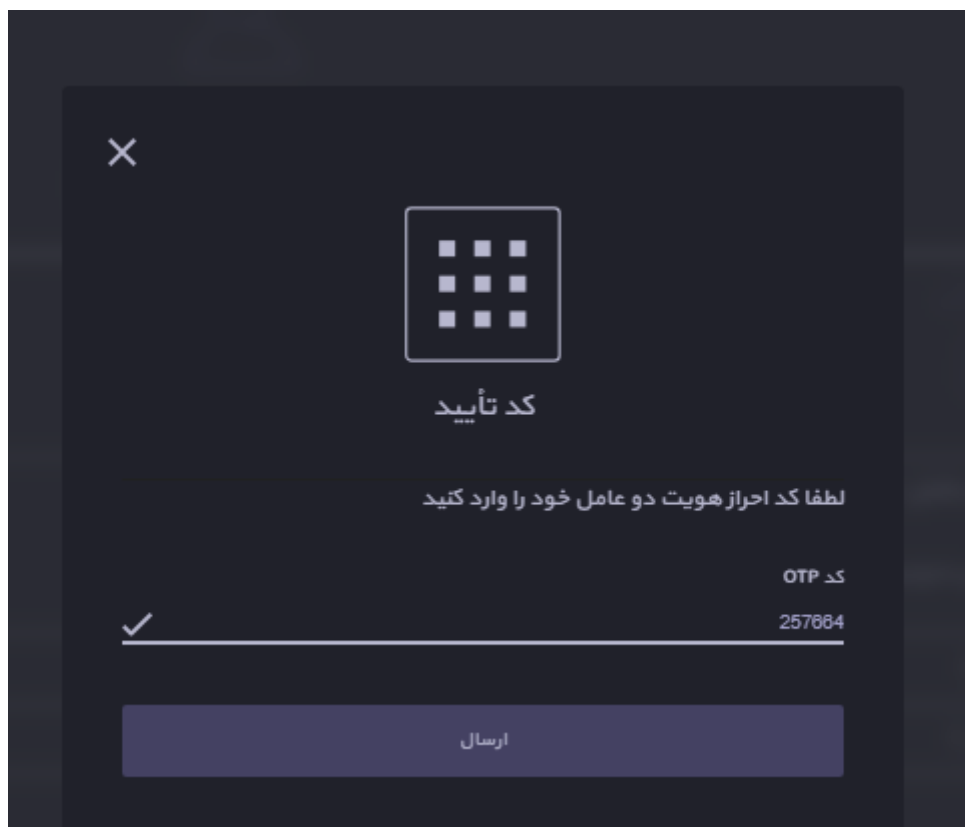 کد تأیید
لطفا کد احراز هویت دو عامل خود را وارد کنید
کد OTP
257664
ارسال